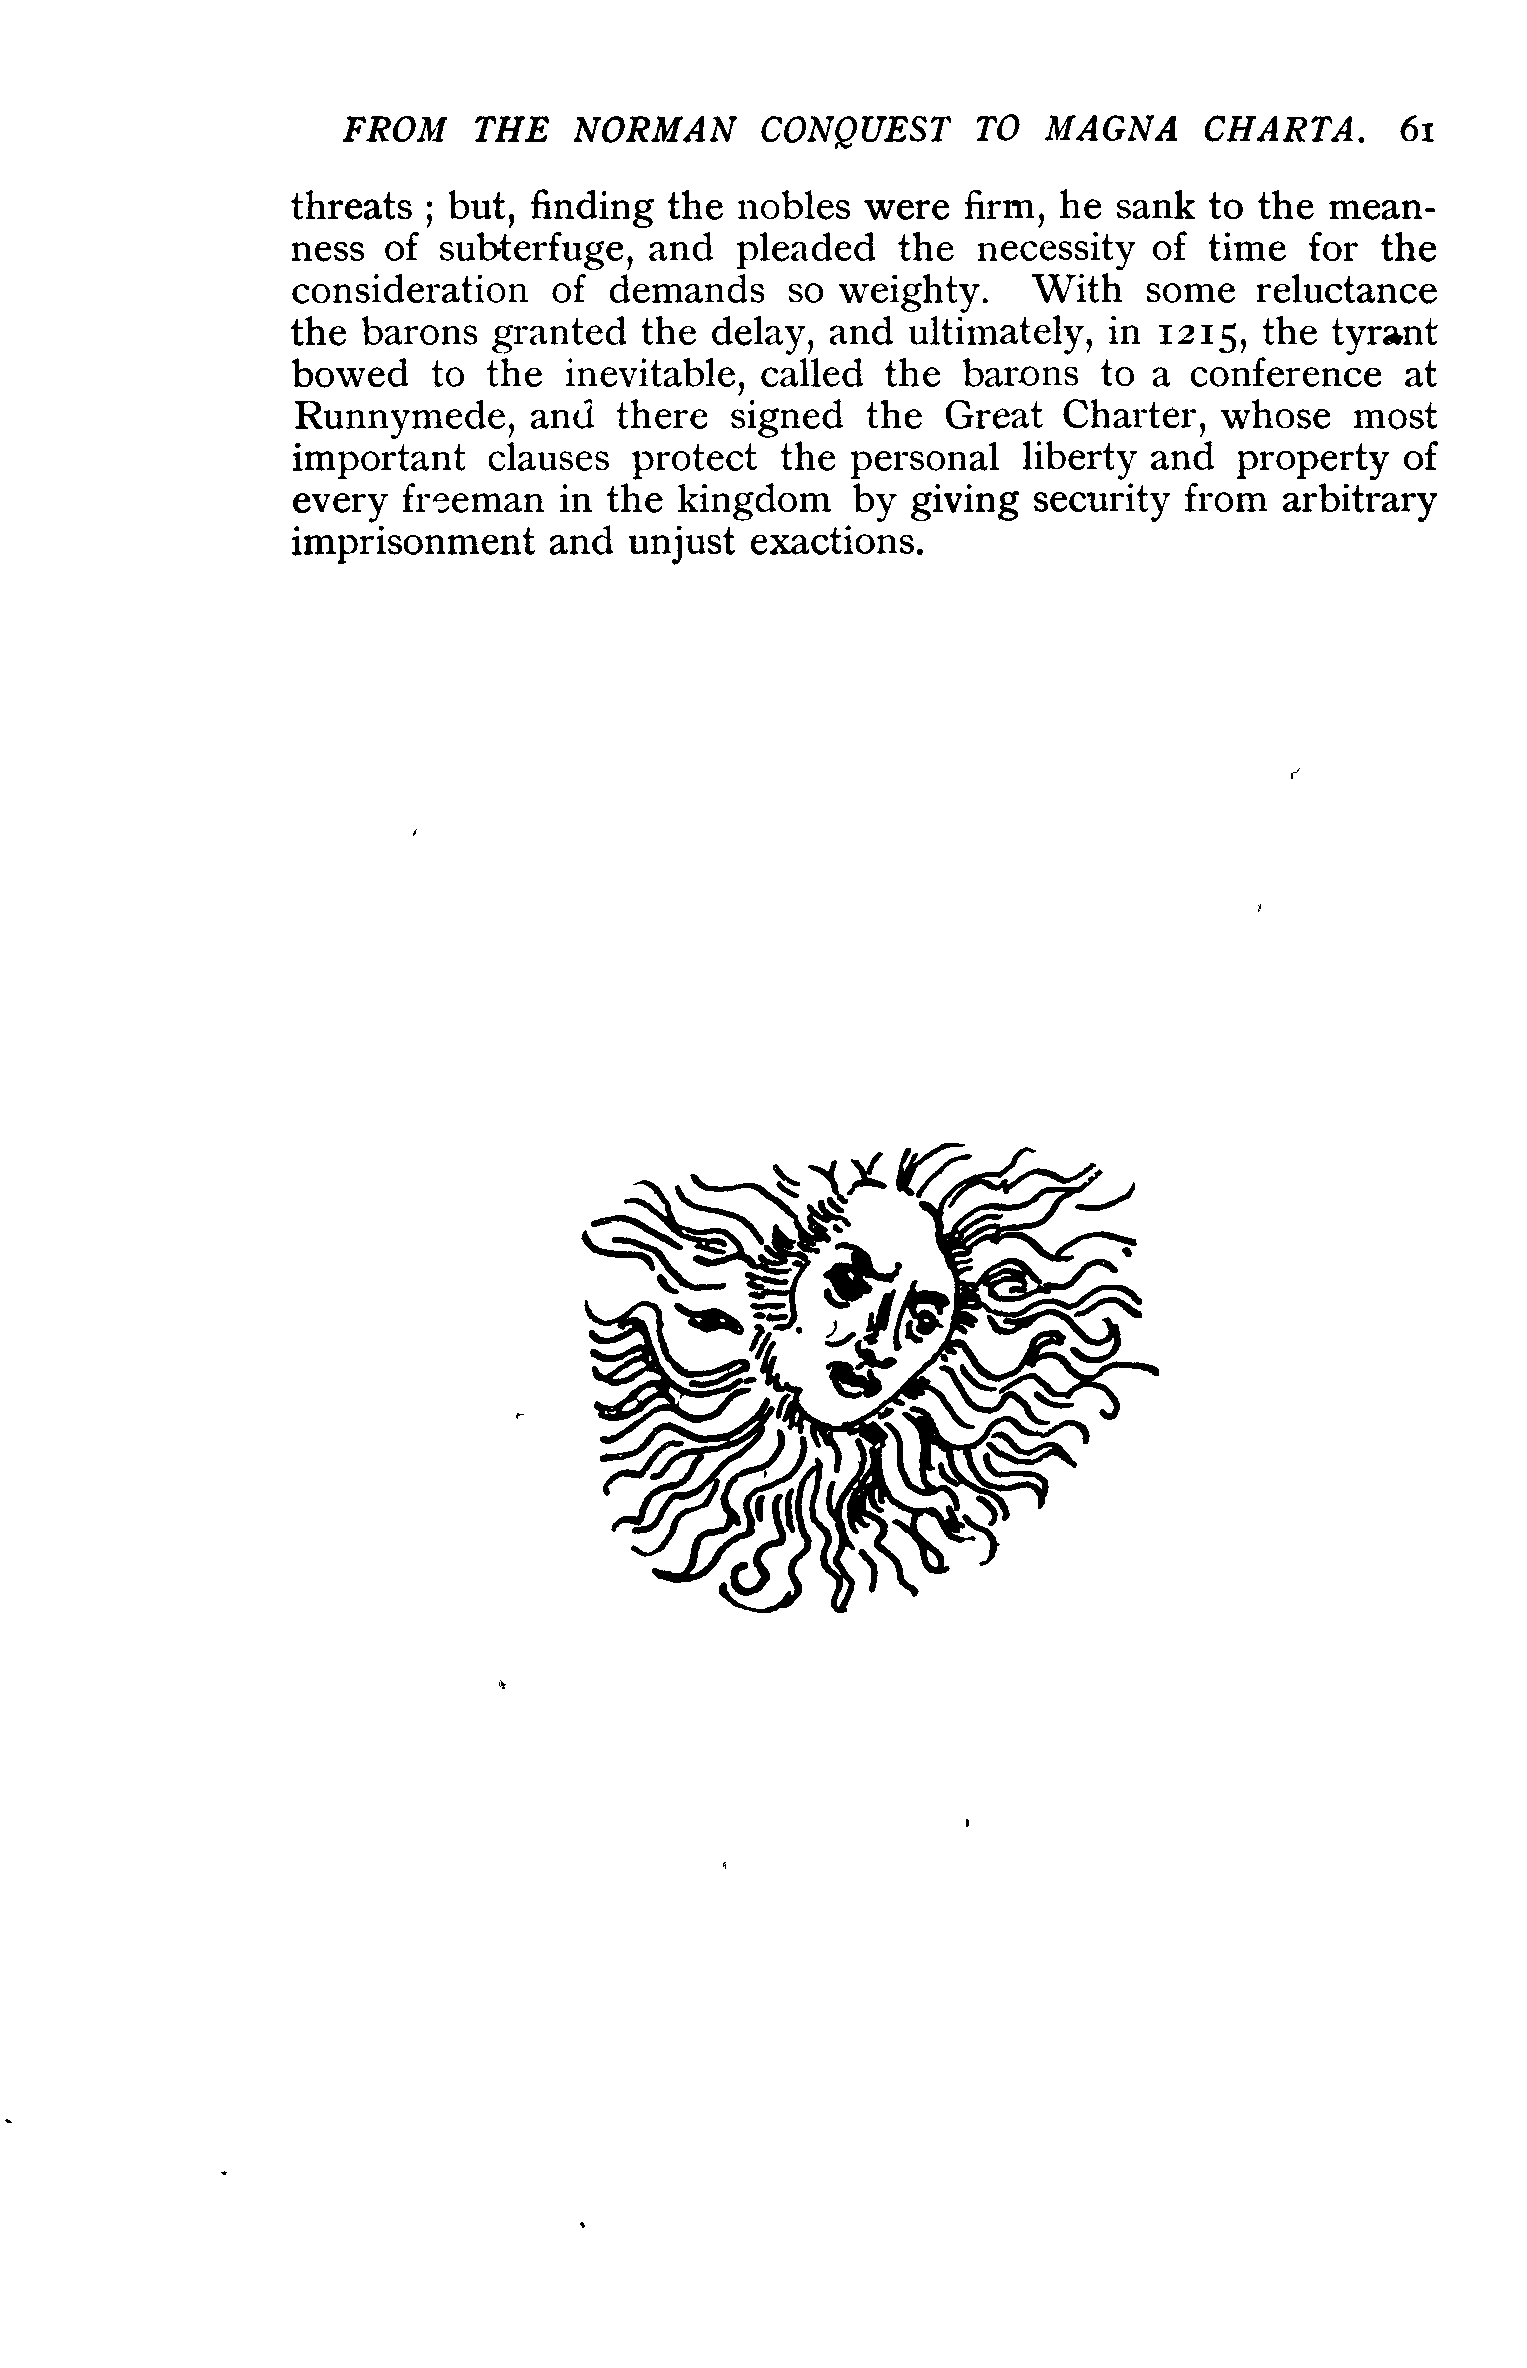 FROM THE NORMAN CONQUEST TO MAGNA CHARTA. 61
threats ; but, finding the nobles were firm, he sank to the mean-
ness of subterfuge, and pleaded the necessity of time for the
consideration of demands so weighty. With some reluctance
the barons granted the delay, and ultimately, in 1215, the tyrant
bowed to the inevitable, called the barons to a conference at
Runnymede, and there signed the Great Charter, whose most
important clauses protect the personal liberty and property of
every freeman in the kingdom by giving security from arbitrary
imprisonment and unjust exactions.